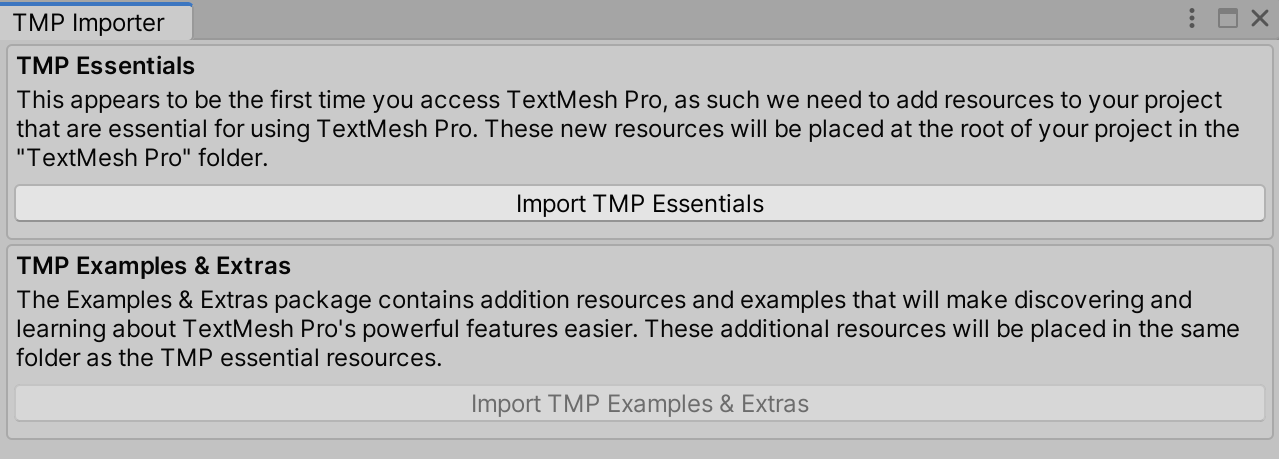 TMP Importer
TMP Essentials
This appears to be the first time you access TextMesh Pro, as such we need to add resources to your project
that are essential for using TextMesh Pro. These new resources will be placed at the root of your project in the
"TextMesh Pro" folder.
Import TMP Essentials
TMP Examples & Extras
The Examples & Extras package contains addition resources and examples that will make discovering and
learning about TextMesh Pro's powerful features easier. These additional resources will be placed in the same
folder as the TMP essential resources.
Import TMP Examples & Extras